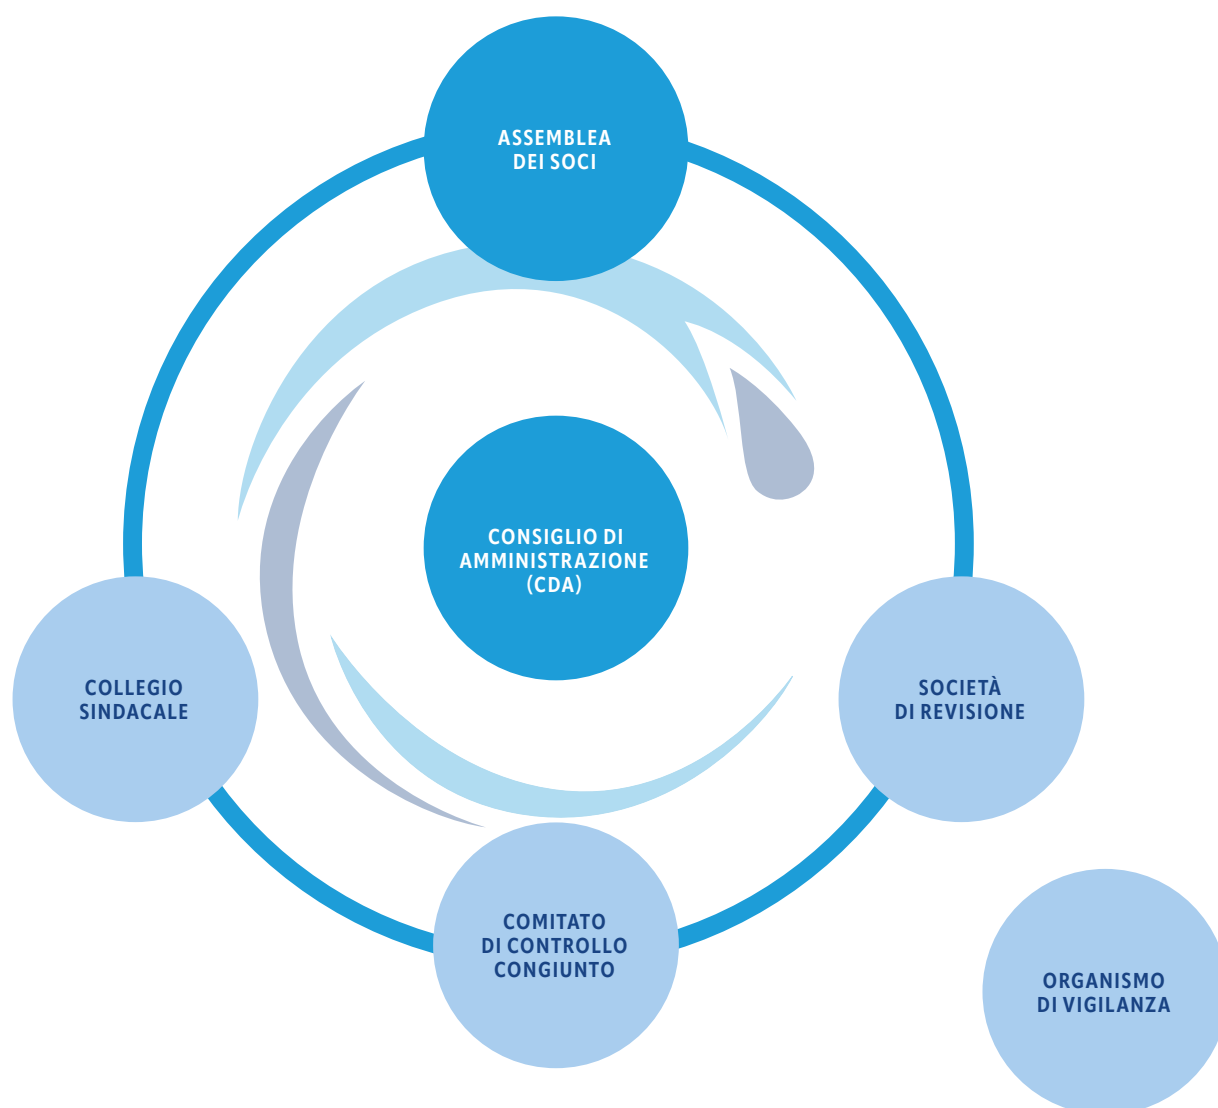 ASSEMBLEA
DEI SOCI
CONSIGLIO DI
AMMINISTRAZIONE
(CDA)
COLLEGIO
SINDACALE
SOCIETÀ
DI REVISIONE
COMITATO
DI CONTROLLO
CONGIUNTO
ORGANISMO
DI VIGILANZA